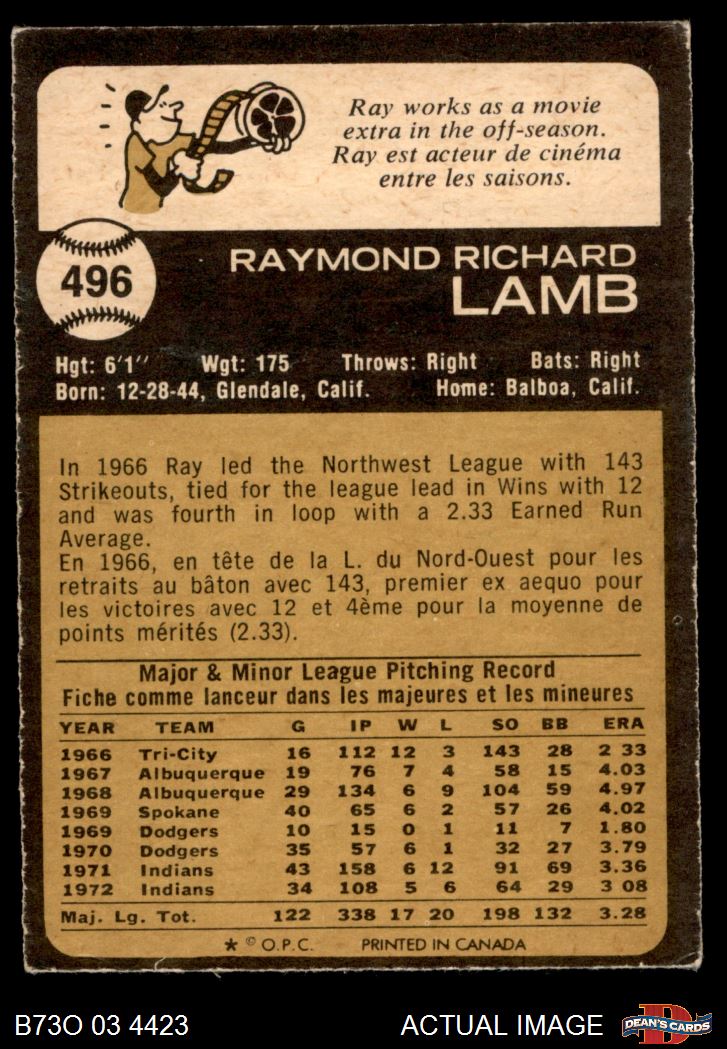 Ray works as a movie
extra in the off-season.
Ray est acteur de cinéma
entre les saisons.
496
RAYMOND RICHARD
LAMB
Hgt: 6'1'' Wgt: 175 Throws: Right Bats: Right
Born: 12-28-44, Glendale, Calif. Home: Balboa, Calif.
In 1966 Ray led the Northwest League with 143
Strikeouts, tied for the league lead in Wins with 12
and was fourth in loop with a 2.33 Earned Run
Average.
En 1966, en tête de la L. du Nord-Ouest pour les
retraits au bâton avec 143, premier ex aequo pour
les victoires avec 12 et 4ème pour la moyenne de
points mérités (2.33).
Major & Minor League Pitching Record
Fiche comme lanceur dans les majeures et les mineures
YEAR TEAM G IP W L SO BB ERA
1966 Tri-City 16 112 12 3 143 28 2 33
1967 Albuquerque 19 76 7 4 58 15 4.03
1968 Albuquerque 29 134 6 9 104 59 4.97
1969 Spokane 40 65 6 2 57 26 4.02
1969 Dodgers 10 15 0 1 11 7 1.80
1970 Dodgers 35 57 6 1 32 27 3.79
1971 Indians 43 158 6 12 91 69 3.36
1972 Indians 34 108 5 6 64 29 3 08
Maj. Lg. Tot. 122 338 17 20 198 132 3.28
★ © O.P.C. PRINTED IN CANADA
B73O 03 4423 ACTUAL IMAGE
D
DEAN'S CARDS